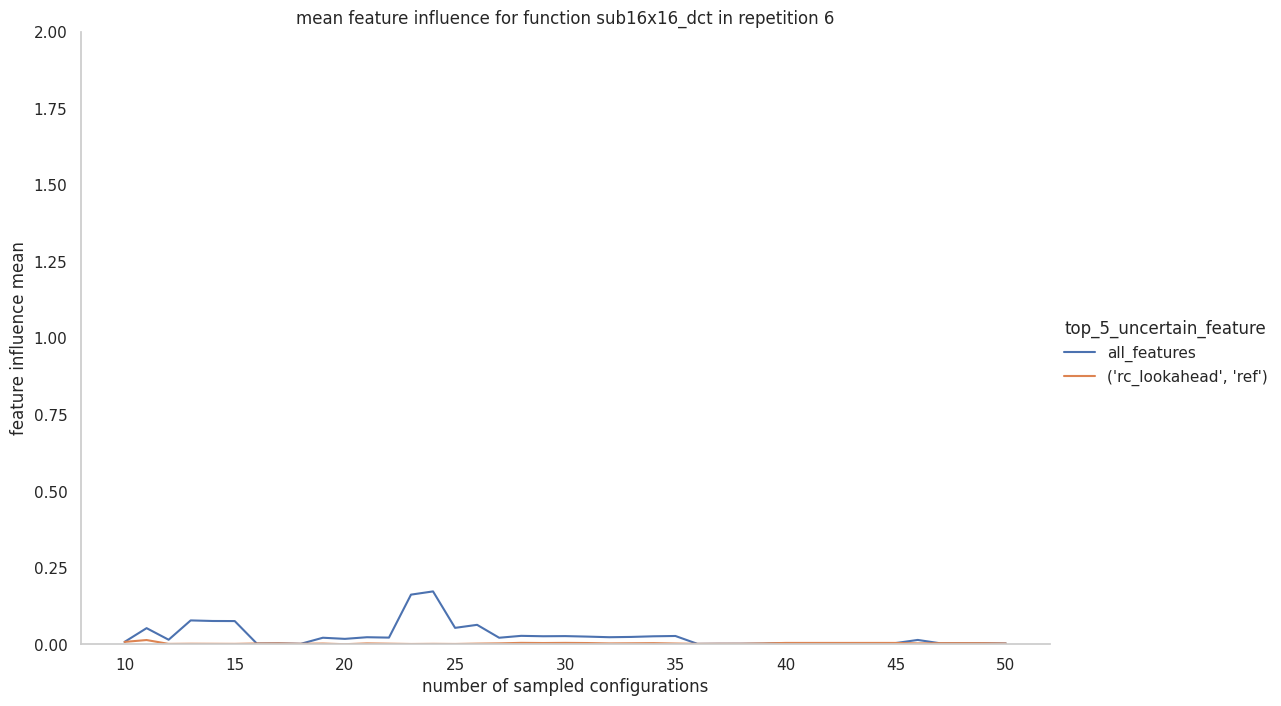 mean feature influence for function sub16x16_dct in repetition 6
2.00
1.75
1.50
1.25
1.00
0.75
0.50
0.25
0.00
feature influence mean
10 15 20 25 30 35 40 45 50
number of sampled configurations
top_5_uncertain_feature
all_features
('rc_lookahead', 'ref')